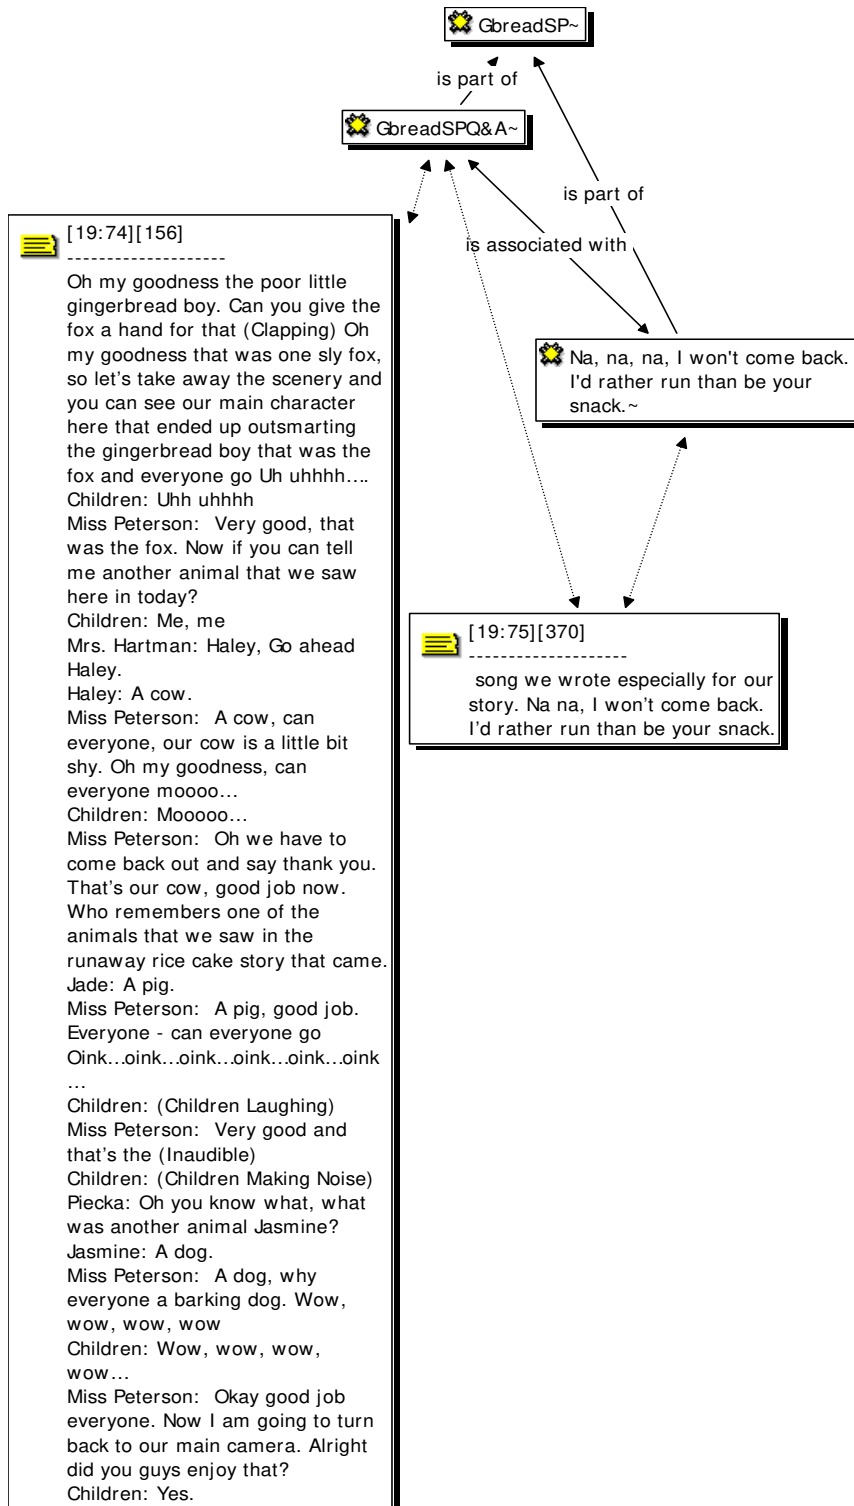 GbreadSP~
is part of
GbreadSPQ&A~
is part of
is associated with
[19:74][156]
--------------------
Oh my goodness the poor little
gingerbread boy. Can you give the
fox a hand for that (Clapping) Oh
my goodness that was one sly fox,
so let's take away the scenery and
you can see our main character
here that ended up outsmarting
the gingerbread boy that was the
fox and everyone go Uh uhhhh....
Children: Uhh uhhhh
Miss Peterson:  Very good, that
was the fox. Now if you can tell
me another animal that we saw
here in today?
Children: Me, me
Mrs. Hartman: Haley, Go ahead
Haley.
Haley: A cow.
Miss Peterson:  A cow, can
everyone, our cow is a little bit
shy. Oh my goodness, can
everyone moooo...
Children: Mooooo...
Miss Peterson:  Oh we have to
come back out and say thank you.
That's our cow, good job now.
Who remembers one of the
animals that we saw in the
runaway rice cake story that came.
Jade: A pig.
Miss Peterson:  A pig, good job.
Everyone - can everyone go
Oink...oink...oink...oink...oink...oink
...
Children: (Children Laughing)
Miss Peterson:  Very good and
that's the (Inaudible)
Children: (Children Making Noise)
Piecka: Oh you know what, what
was another animal Jasmine?
Jasmine: A dog.
Miss Peterson:  A dog, why
everyone a barking dog. Wow,
wow, wow, wow
Children: Wow, wow, wow,
wow...
Miss Peterson:  Okay good job
everyone. Now I am going to turn
back to our main camera. Alright
did you guys enjoy that?
Children: Yes.
Na, na, na, I won't come back.
I'd rather run than be your
snack.~
[19:75][370]
--------------------
song we wrote especially for our
story. Na na, I won't come back.
I'd rather run than be your snack.